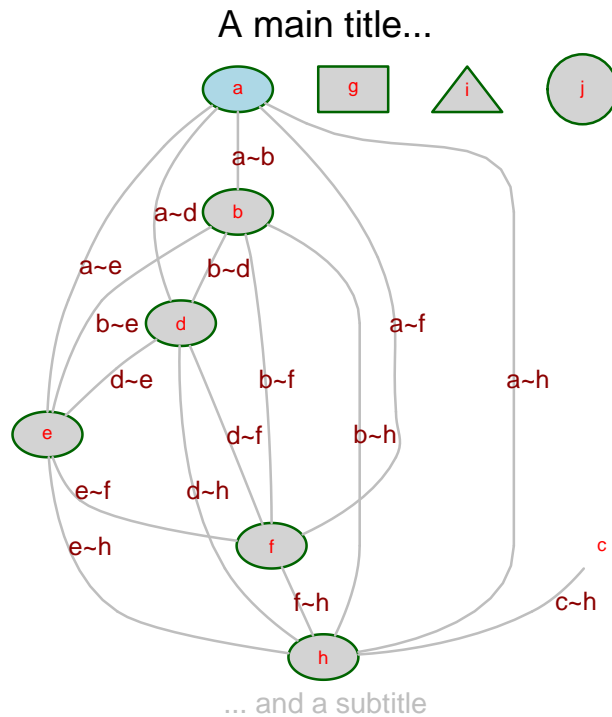 A main title...
a
g
i
j
a~b
a~d
b
a~e
b~d
b~e
d
a~f
d~e
b~f
a~h
e
d~f
b~h
e~f
d~h
e~h
f
c
f~h
c~h
h
... and a subtitle